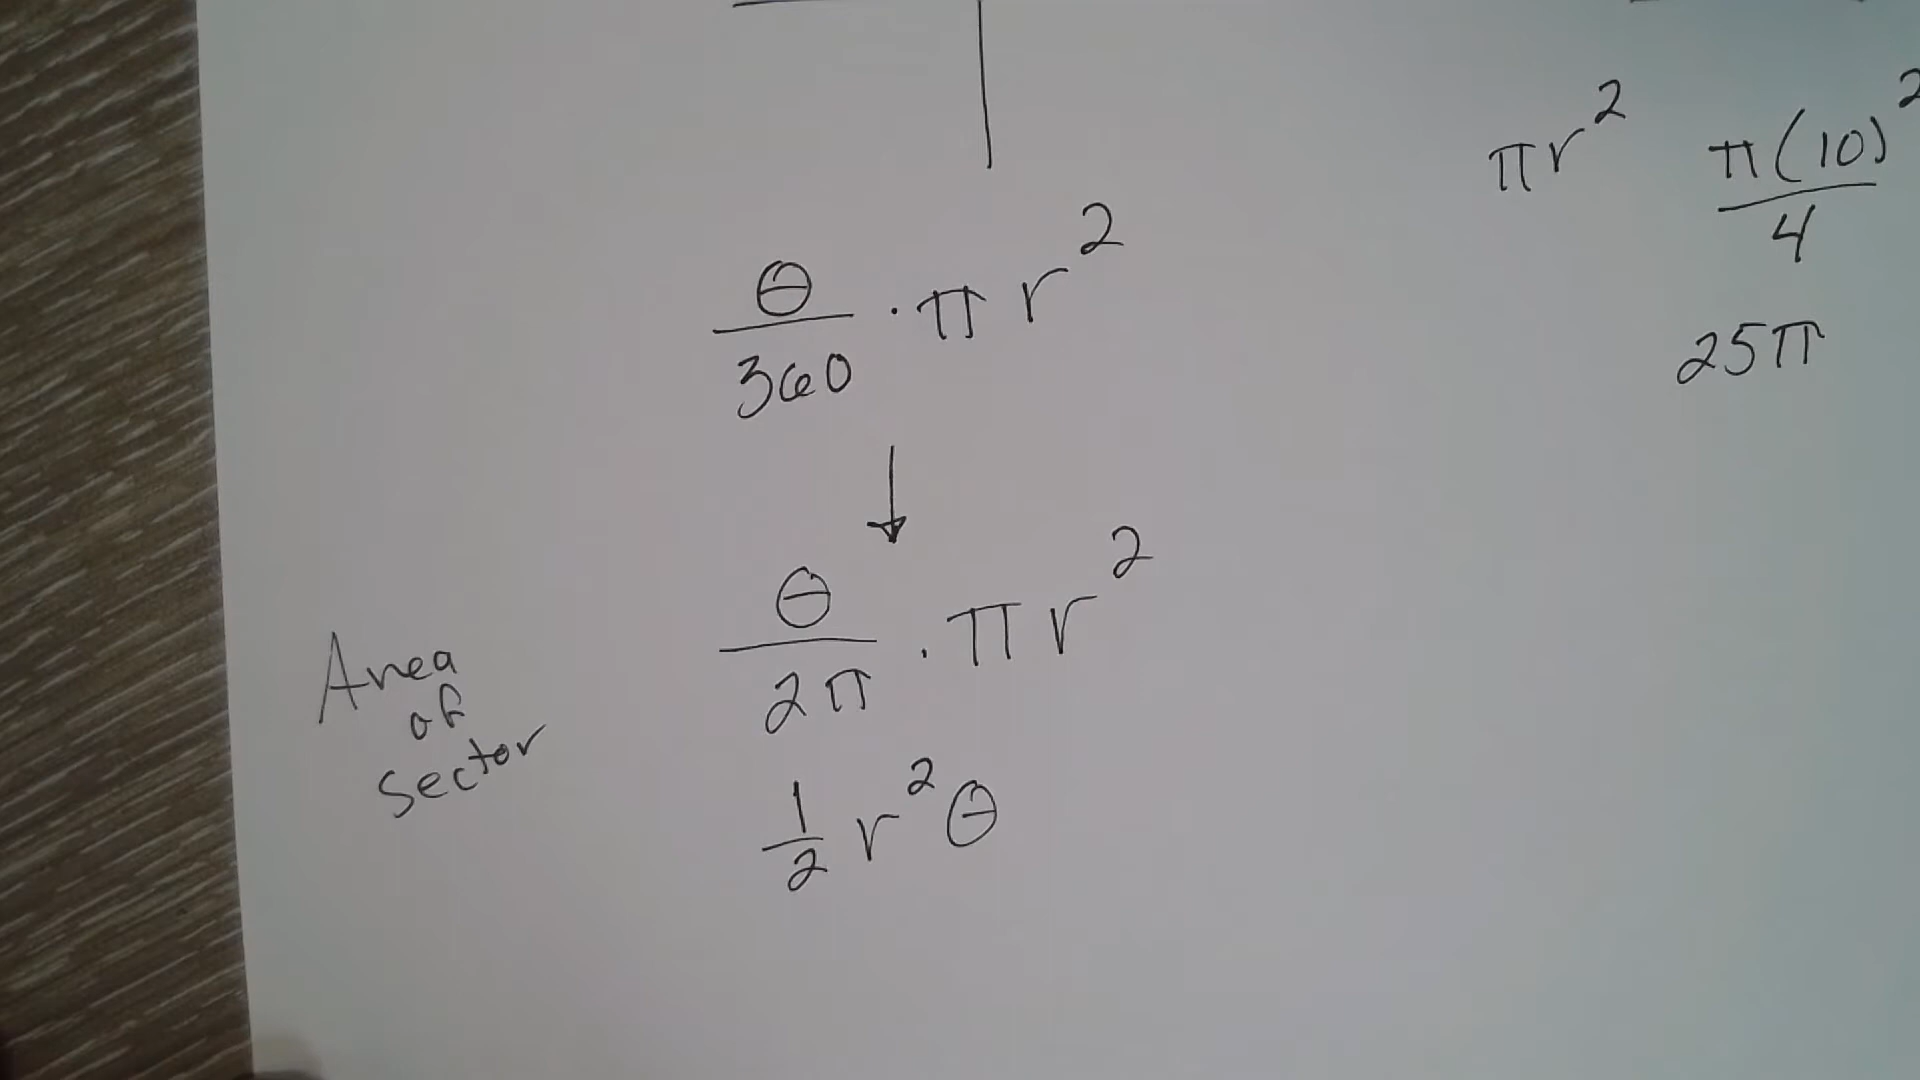 πr² π(10)²/4
25π
θ/360 · πr²
↓
θ/2π · πr²
Area
of
Sector
1/2 r²θ